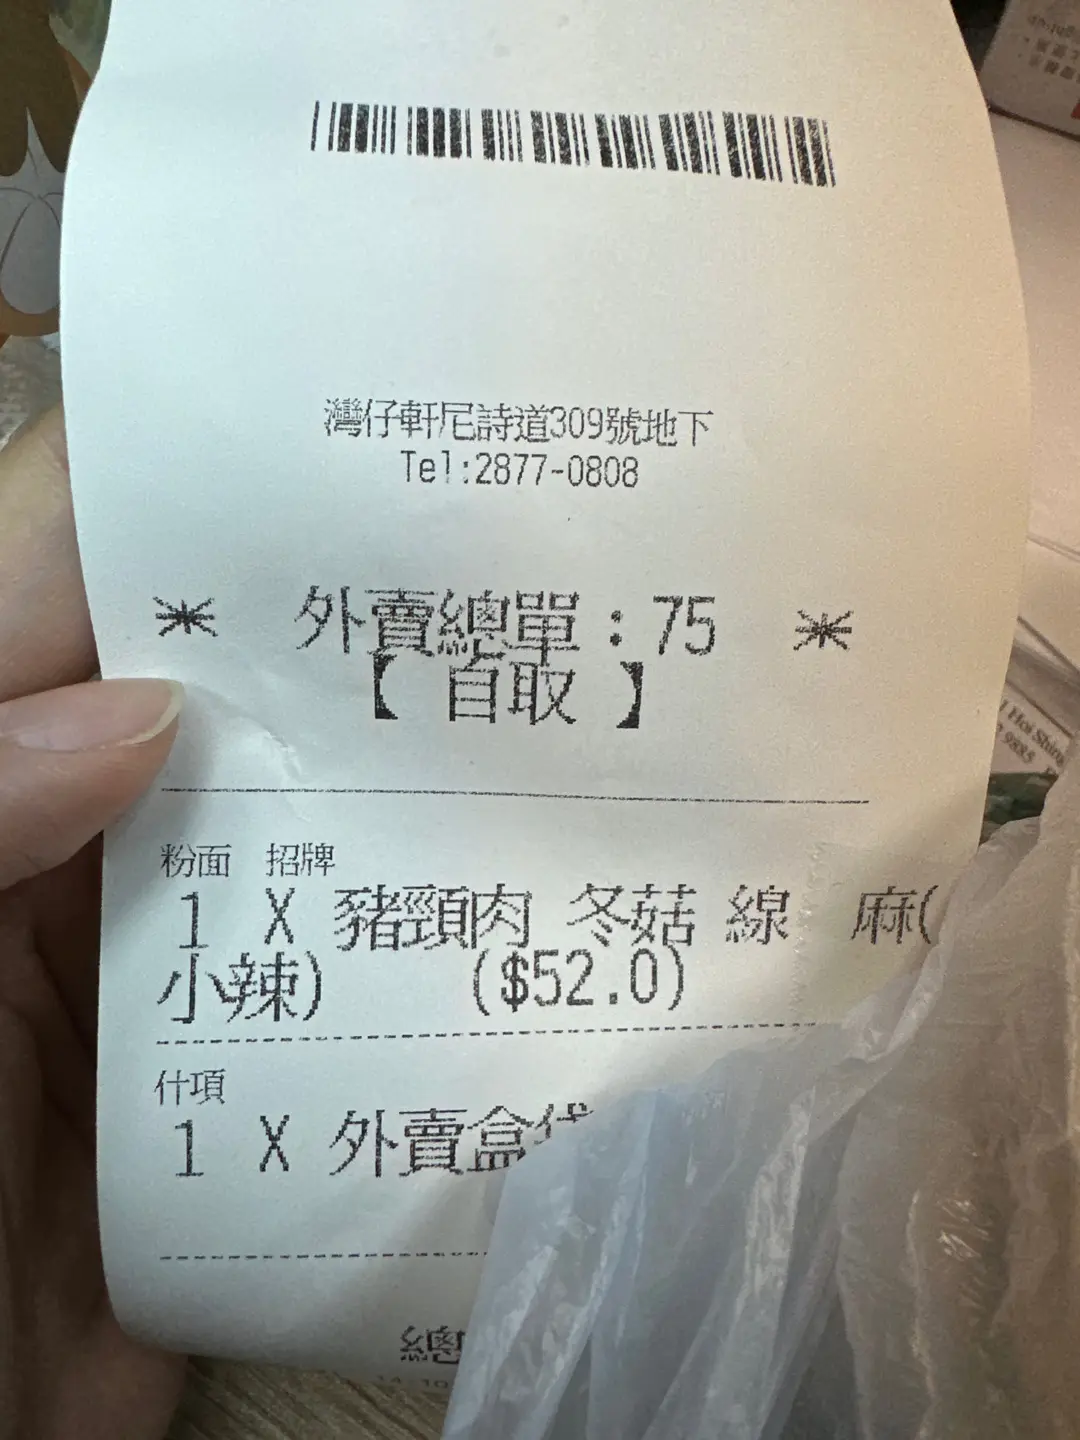 灣仔軒尼詩道309號地下
Tel:2877-0808
* 外賣總單：75 *
【 自取 】
粉面 招牌
1 X 豬頸肉 冬菇 線 麻(
小辣) ($52.0)
什項
1 X 外賣盒
總